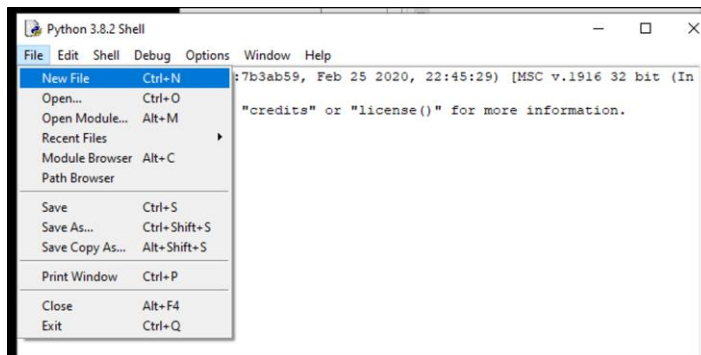 Python 3.8.2 Shell
File Edit Shell Debug Options Window Help
New File Ctrl+N
:7b3ab59, Feb 25 2020, 22:45:29) [MSC v.1916 32 bit (In
Open... Ctrl+O
"credits" or "license()" for more information.
Open Module... Alt+M
Recent Files
Module Browser Alt+C
Path Browser
Save Ctrl+S
Save As... Ctrl+Shift+S
Save Copy As... Alt+Shift+S
Print Window Ctrl+P
Close Alt+F4
Exit Ctrl+Q